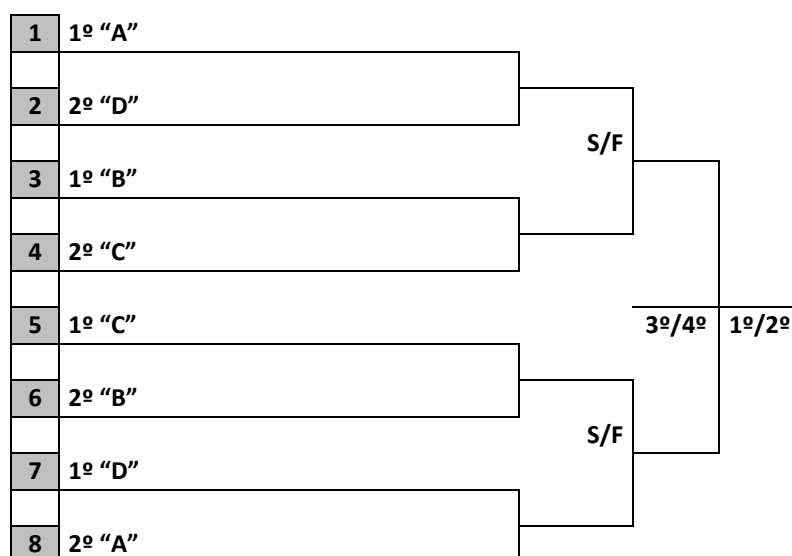 1 1º “A”
2 2º “D”
S/F
3 1º “B”
4 2º “C”
5 1º “C” 3º/4º 1º/2º
6 2º “B”
S/F
7 1º “D”
8 2º “A”